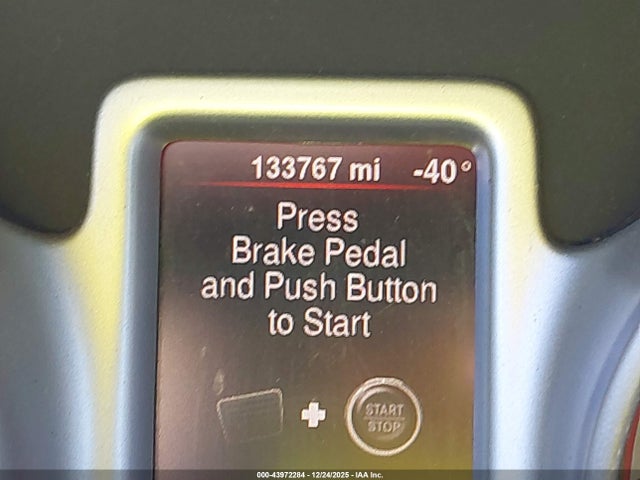 133767 mi -40°
Press
Brake Pedal
and Push Button
to Start
START
STOP
000-43972284 - 12/24/2025 - IAA Inc.